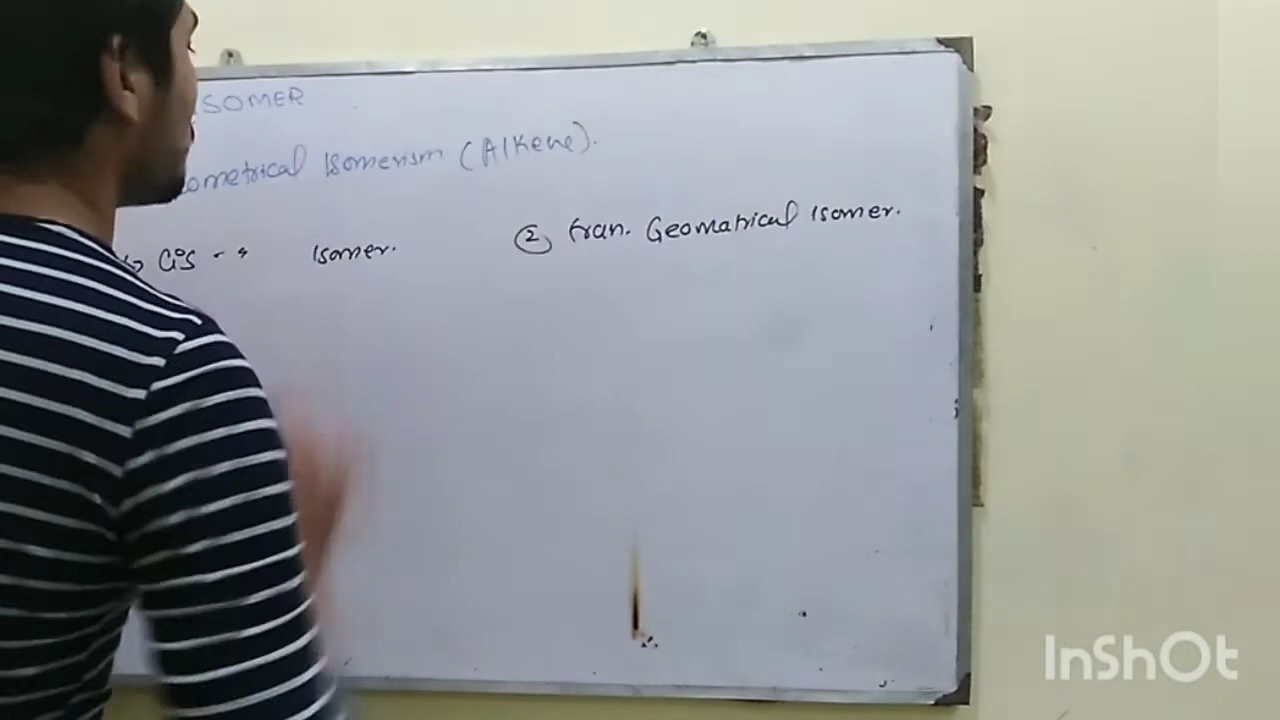 SOMER
ometrical Isomerism (Alkene).
Cis - " Isomer.
② tran. Geomatrical Isomer.
InShOt